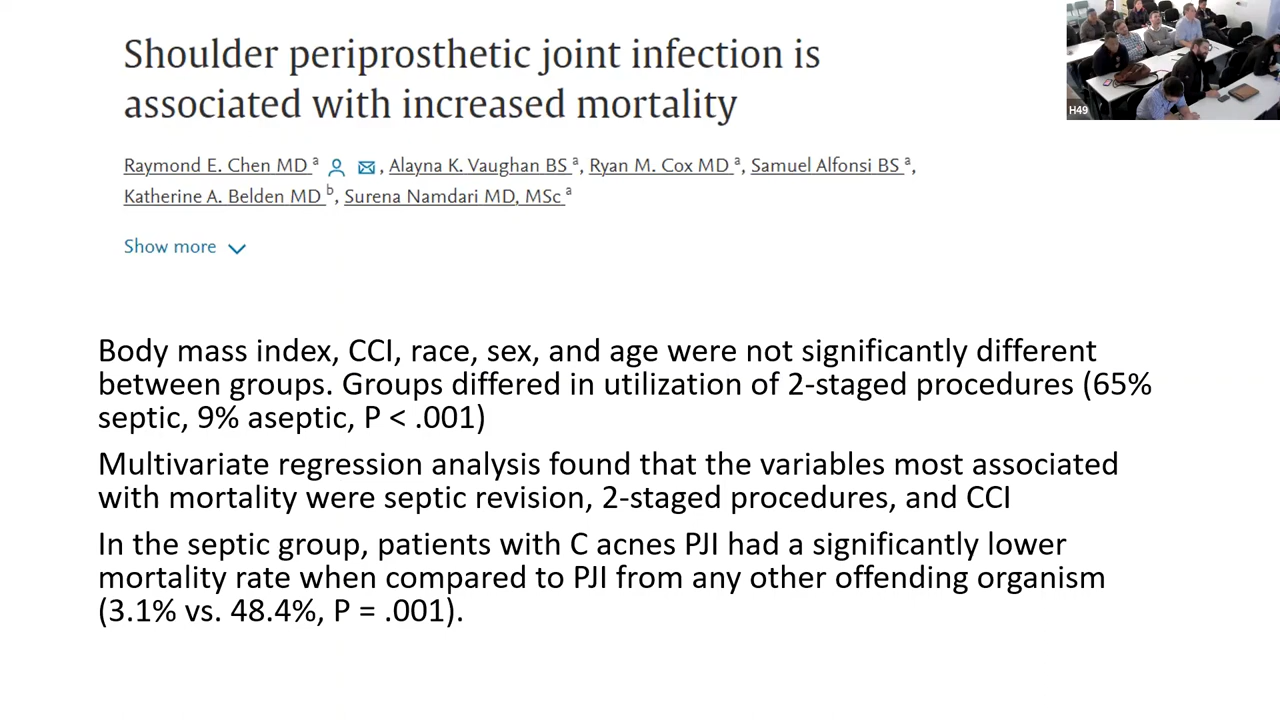 Shoulder periprosthetic joint infection is
associated with increased mortality
H49
Raymond E. Chen MD a, Alayna K. Vaughan BS a, Ryan M. Cox MD a, Samuel Alfonsi BS a,
Katherine A. Belden MD b, Surena Namdari MD, MSc a
Show more
Body mass index, CCI, race, sex, and age were not significantly different
between groups. Groups differed in utilization of 2-staged procedures (65%
septic, 9% aseptic, P < .001)
Multivariate regression analysis found that the variables most associated
with mortality were septic revision, 2-staged procedures, and CCI
In the septic group, patients with C acnes PJI had a significantly lower
mortality rate when compared to PJI from any other offending organism
(3.1% vs. 48.4%, P = .001).